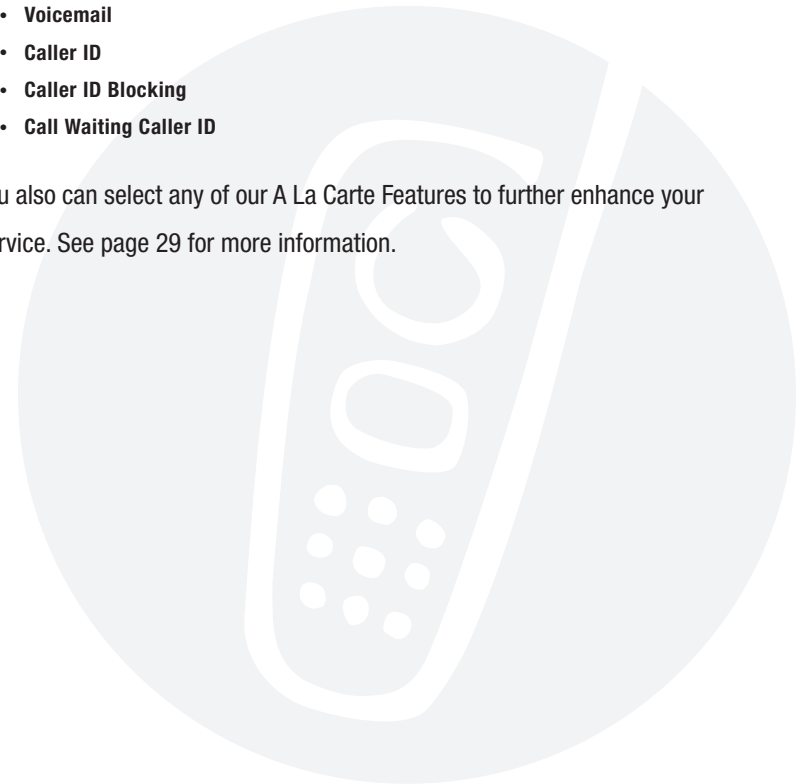 • Voicemail
• Caller ID
• Caller ID Blocking
• Call Waiting Caller ID
u also can select any of our A La Carte Features to further enhance your
rvice. See page 29 for more information.